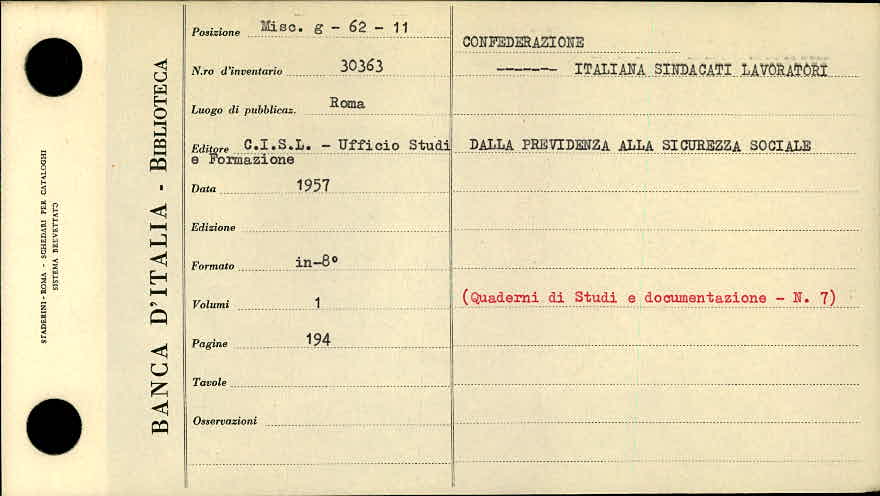 STADERINI - ROMA - SCHEDARI PER CATALOGHI
SISTEMA BREVETTATO
BANCA D'ITALIA - BIBLIOTECA
Posizione Misc. g - 62 - 11
N.ro d'inventario 30363
Luogo di pubblicaz. Roma
Editore C.I.S.L. - Ufficio Studi
e Formazione
Data 1957
Edizione
Formato in-8°
Volumi 1
Pagine 194
Tavole
Osservazioni
CONFEDERAZIONE
------- ITALIANA SINDACATI LAVORATORI
DALLA PREVIDENZA ALLA SICUREZZA SOCIALE
(Quaderni di Studi e documentazione - N. 7)